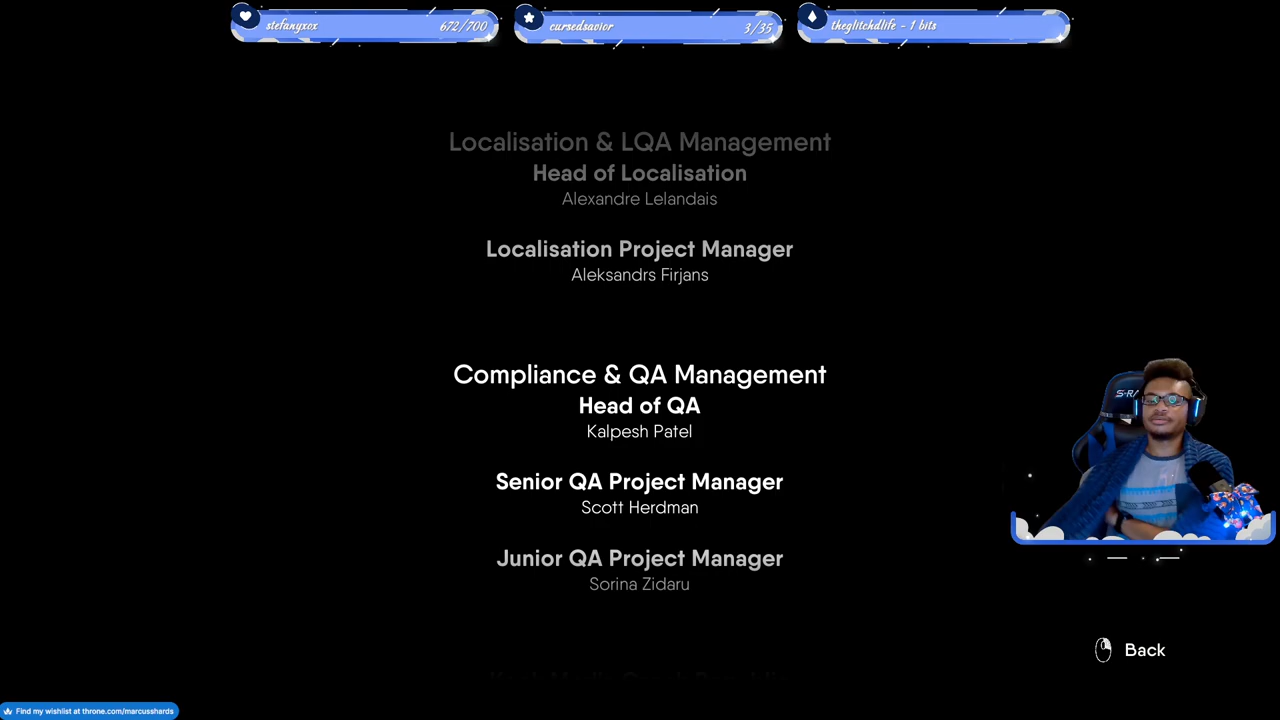 stefanyxox 672/700
cursedsavior 3/35
theglitchdlife - 1 bits
Localisation & LQA Management
Head of Localisation
Alexandre Lelandais
Localisation Project Manager
Aleksandrs Firjans
Compliance & QA Management
Head of QA
Kalpesh Patel
Senior QA Project Manager
Scott Herdman
Junior QA Project Manager
Sorina Zidaru
Back
Find my wishlist at throne.com/marcusshards